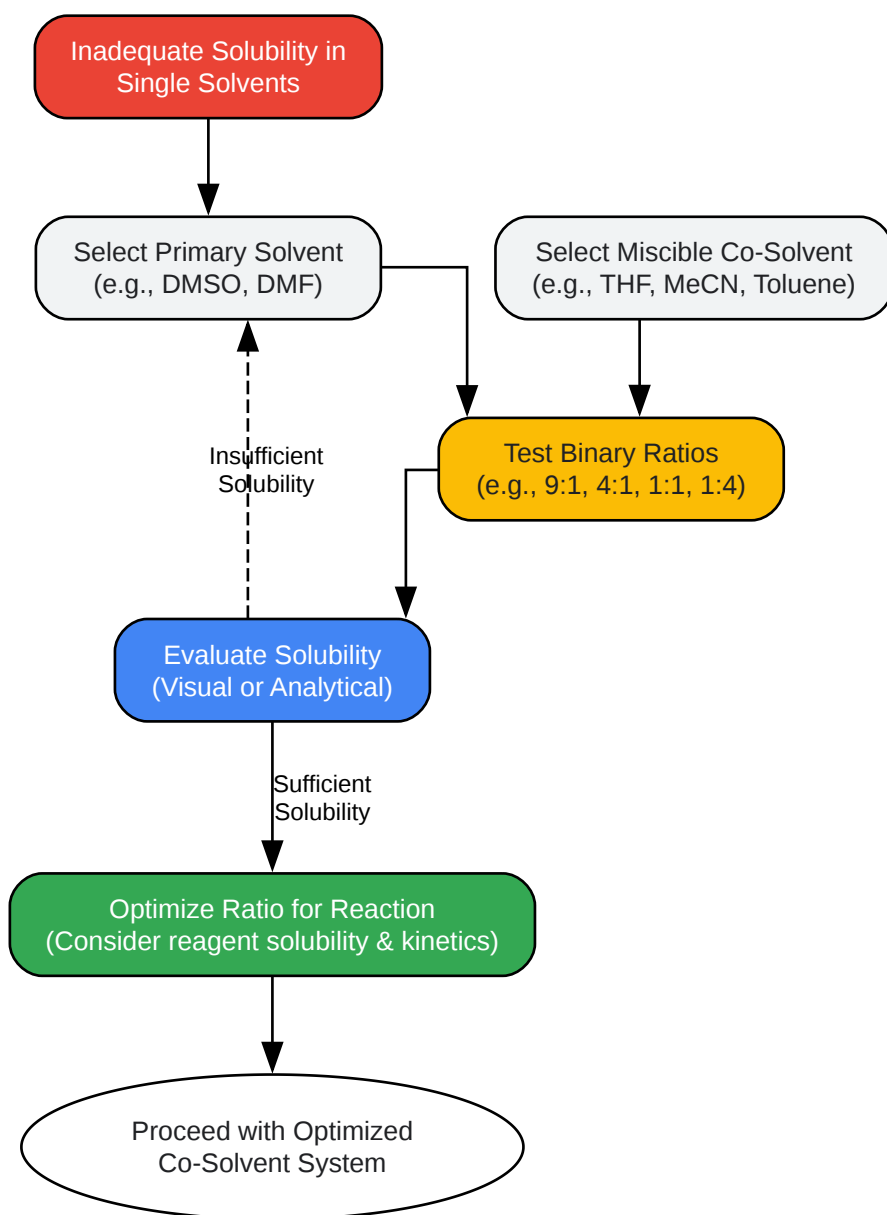 Inadequate Solubility in
Single Solvents
Select Primary Solvent
(e.g., DMSO, DMF)
Select Miscible Co-Solvent
(e.g., THF, MeCN, Toluene)
Test Binary Ratios
(e.g., 9:1, 4:1, 1:1, 1:4)
Insufficient
Solubility
Evaluate Solubility
(Visual or Analytical)
Sufficient
Solubility
Optimize Ratio for Reaction
(Consider reagent solubility & kinetics)
Proceed with Optimized
Co-Solvent System